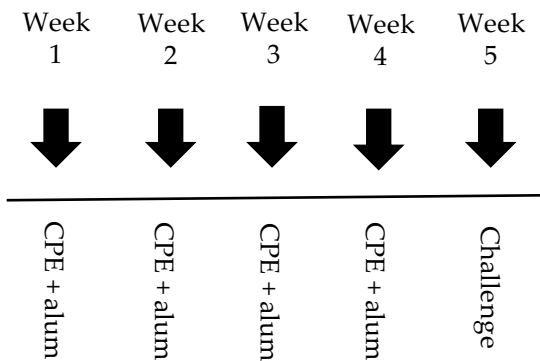 Week
1
Week
2
Week
3
Week
4
Week
5
CPE + alum
CPE + alum
CPE + alum
CPE + alum
Challenge